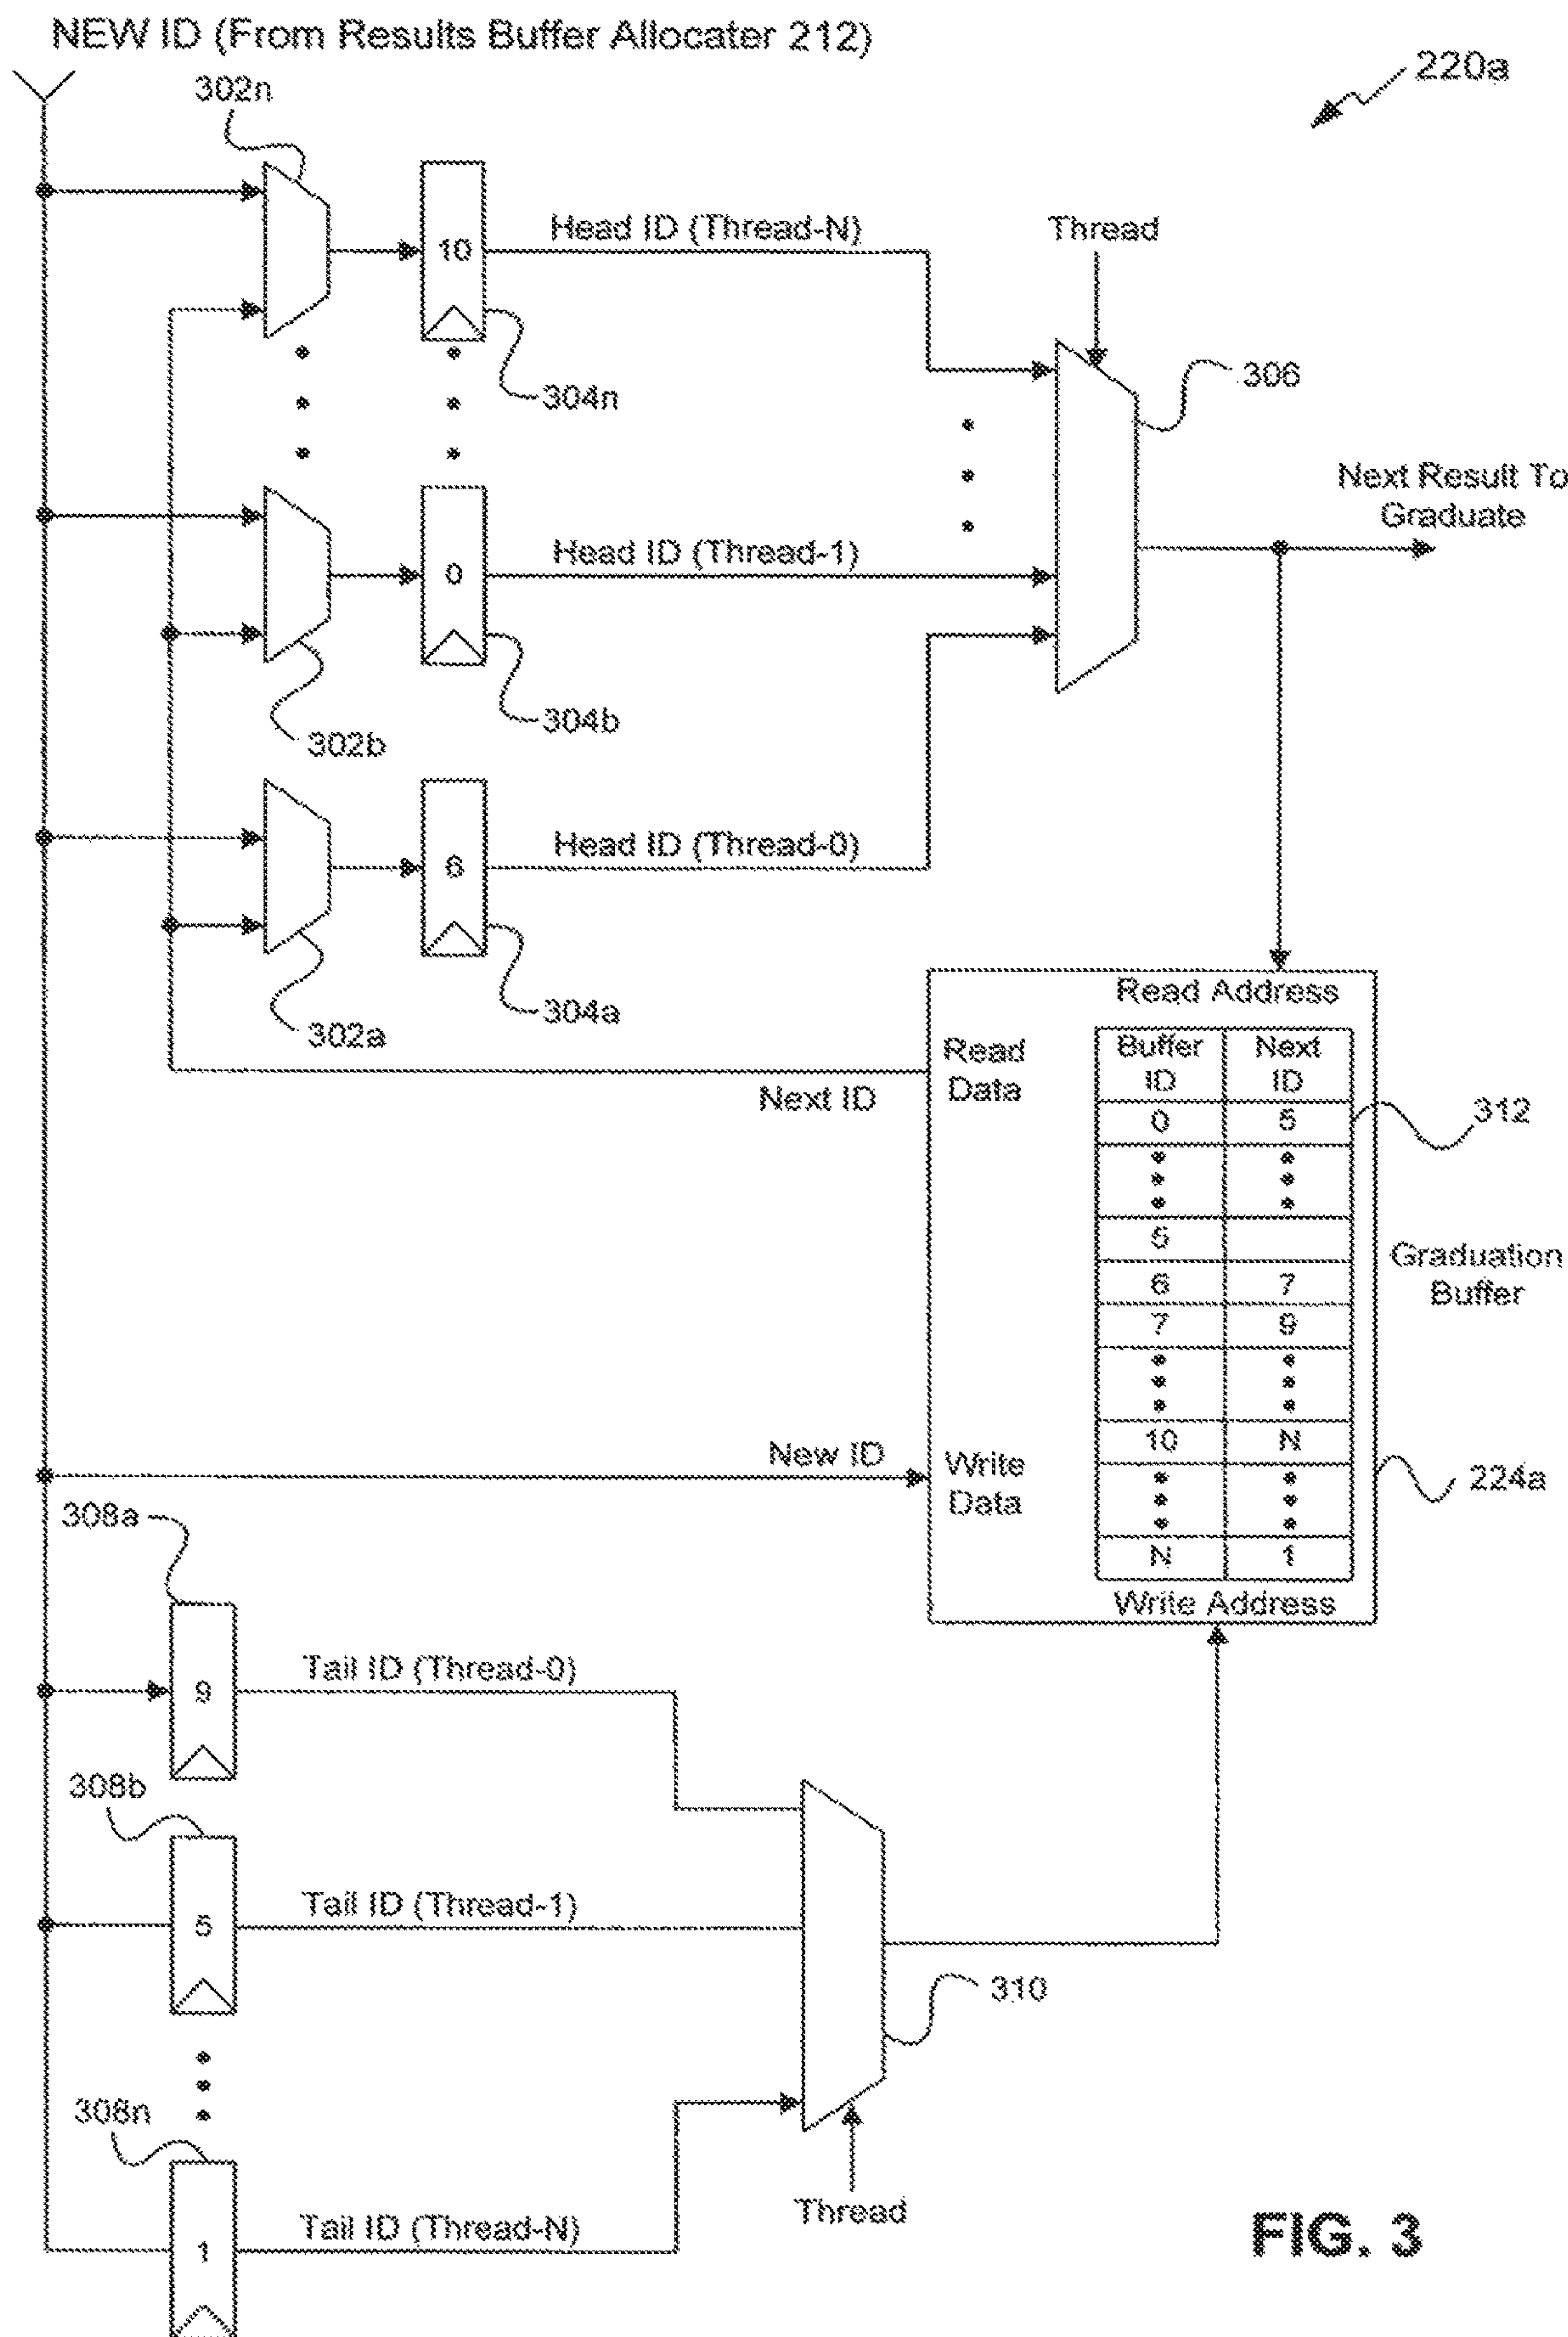 NEW ID (From Results Buffer Allocater 212)
220a
302n
10
Head ID (Thread-N)
Thread
304n
306
Next Result To
Graduate
0
Head ID (Thread-1)
302b
304b
6
Head ID (Thread-0)
302a
304a
Read Address
Read
Data
Next ID
Buffer
ID
Next
ID
312
0 5
5
6 7
7 9
10 N
N 1
Graduation
Buffer
New ID
Write
Data
224a
Write Address
308a
9
Tail ID (Thread-0)
308b
5
Tail ID (Thread-1)
310
308n
1
Tail ID (Thread-N)
Thread
FIG. 3